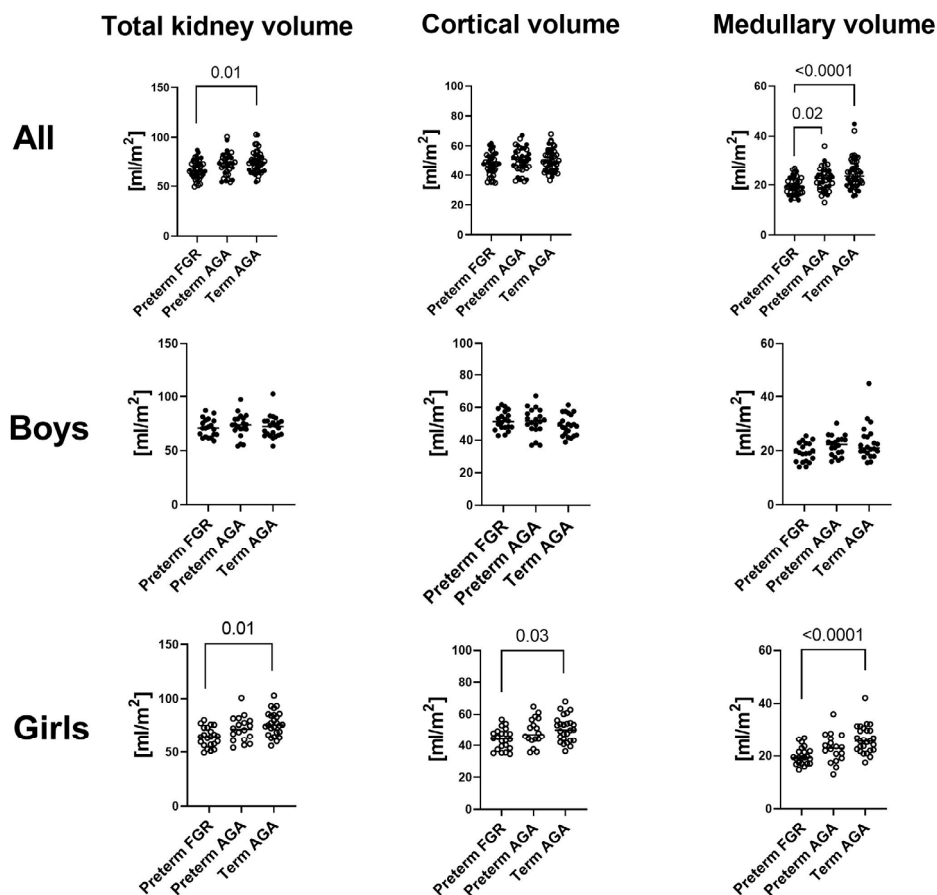 Total kidney volume Cortical volume Medullary volume
All
[ml/m²]
150
100
50
0
0.01
Preterm FGR
Preterm AGA
Term AGA
[ml/m²]
100
80
60
40
20
0
Preterm FGR
Preterm AGA
Term AGA
[ml/m²]
60
40
20
0
<0.0001
0.02
Preterm FGR
Preterm AGA
Term AGA
Boys
[ml/m²]
150
100
50
0
Preterm FGR
Preterm AGA
Term AGA
[ml/m²]
100
80
60
40
20
0
Preterm FGR
Preterm AGA
Term AGA
[ml/m²]
60
40
20
0
Preterm FGR
Preterm AGA
Term AGA
Girls
[ml/m²]
150
100
50
0
0.01
Preterm FGR
Preterm AGA
Term AGA
[ml/m²]
100
80
60
40
20
0
0.03
Preterm FGR
Preterm AGA
Term AGA
[ml/m²]
60
40
20
0
<0.0001
Preterm FGR
Preterm AGA
Term AGA